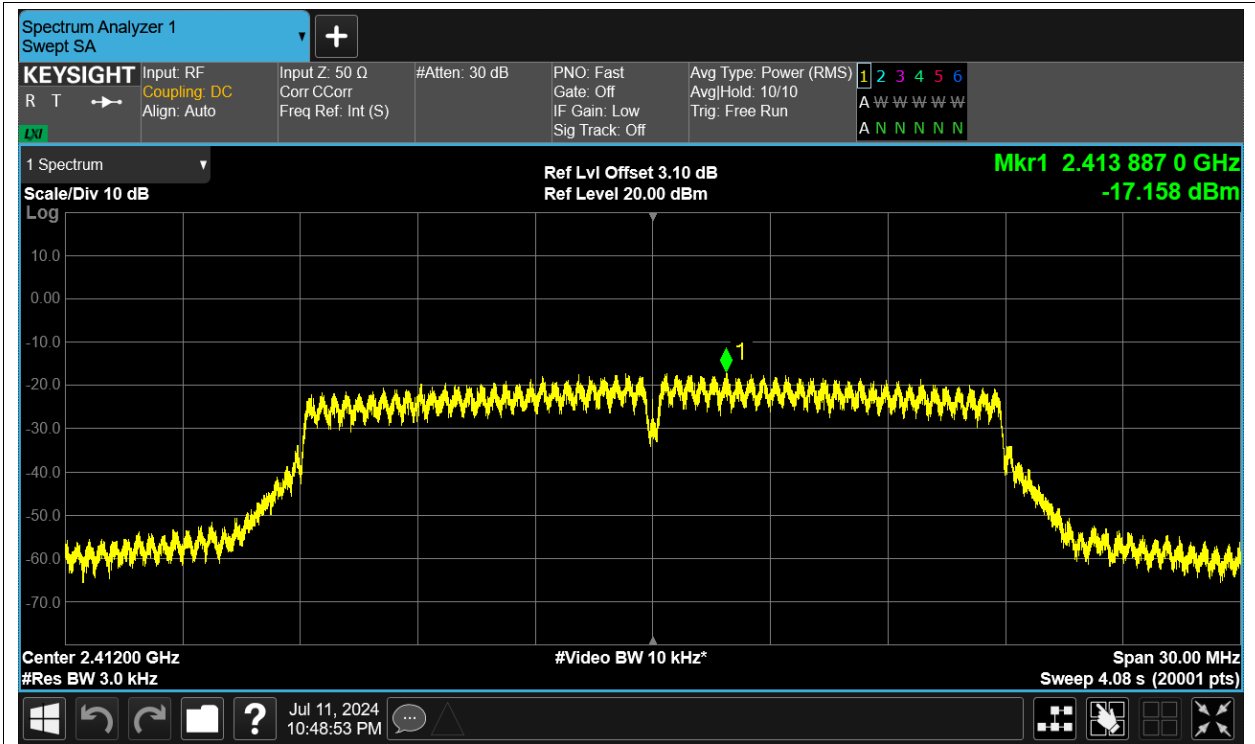 Spectrum Analyzer 1
Swept SA
KEYSIGHT
R T
LXI
Input: RF
Coupling: DC
Align: Auto
Input Z: 50 Ω
Corr CCorr
Freq Ref: Int (S)
#Atten: 30 dB
PNO: Fast
Gate: Off
IF Gain: Low
Sig Track: Off
Avg Type: Power (RMS)
Avg|Hold: 10/10
Trig: Free Run
1 2 3 4 5 6
A W W W W W
A N N N N N
1 Spectrum
Scale/Div 10 dB
Log
Ref Lvl Offset 3.10 dB
Ref Level 20.00 dBm
Mkr1 2.413 887 0 GHz
-17.158 dBm
10.0
0.00
-10.0
-20.0
-30.0
-40.0
-50.0
-60.0
-70.0
1
Center 2.41200 GHz
#Res BW 3.0 kHz
#Video BW 10 kHz*
Span 30.00 MHz
Sweep 4.08 s (20001 pts)
?
Jul 11, 2024
10:48:53 PM